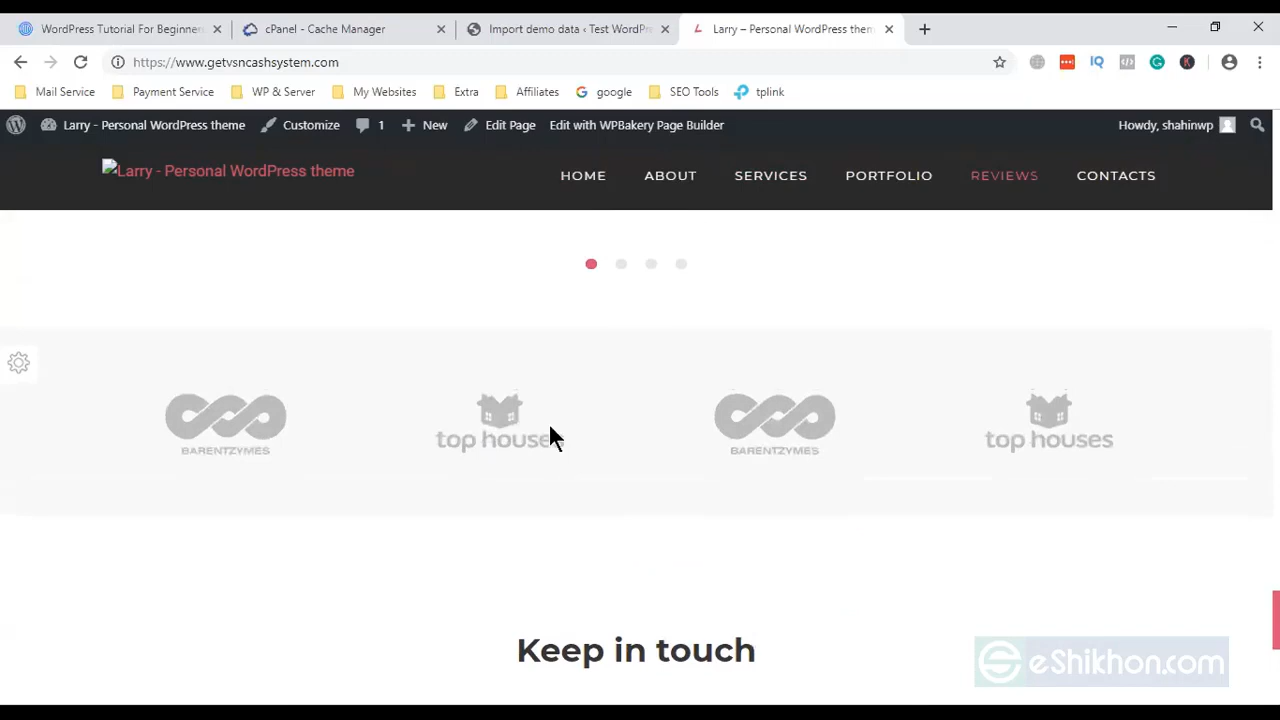 WordPress Tutorial For Beginners
cPanel - Cache Manager
Import demo data ‹ Test WordPr
Larry – Personal WordPress them
https://www.getvsncashsystem.com
Mail Service
Payment Service
WP & Server
My Websites
Extra
Affiliates
google
SEO Tools
tplink
Larry - Personal WordPress theme
Customize
1
New
Edit Page
Edit with WPBakery Page Builder
Howdy, shahinwp
Larry - Personal WordPress theme
HOME
ABOUT
SERVICES
PORTFOLIO
REVIEWS
CONTACTS
BARENTZYMES
top houses
BARENTZYMES
top houses
Keep in touch
eShikhon.com